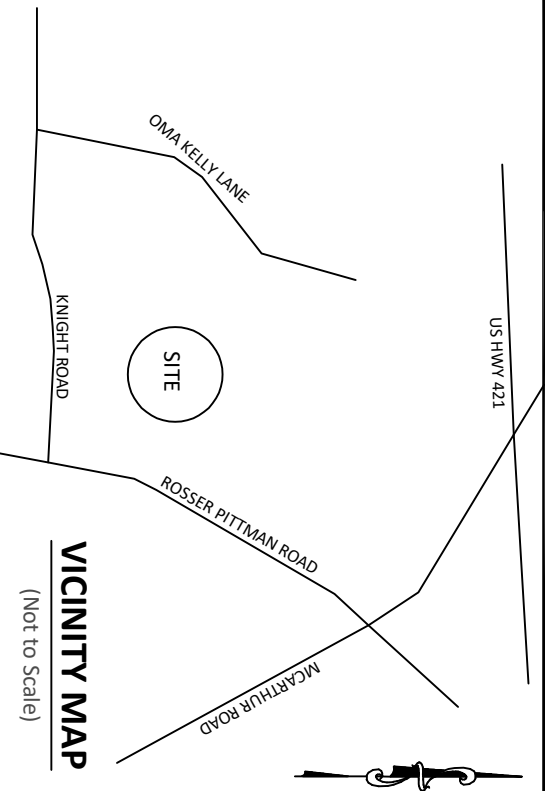 US HWY 421
OMA KELLY LANE
SITE
KNIGHT ROAD
ROSSER PITTMAN ROAD
MCARTHUR ROAD
VICINITY MAP
(Not to Scale)